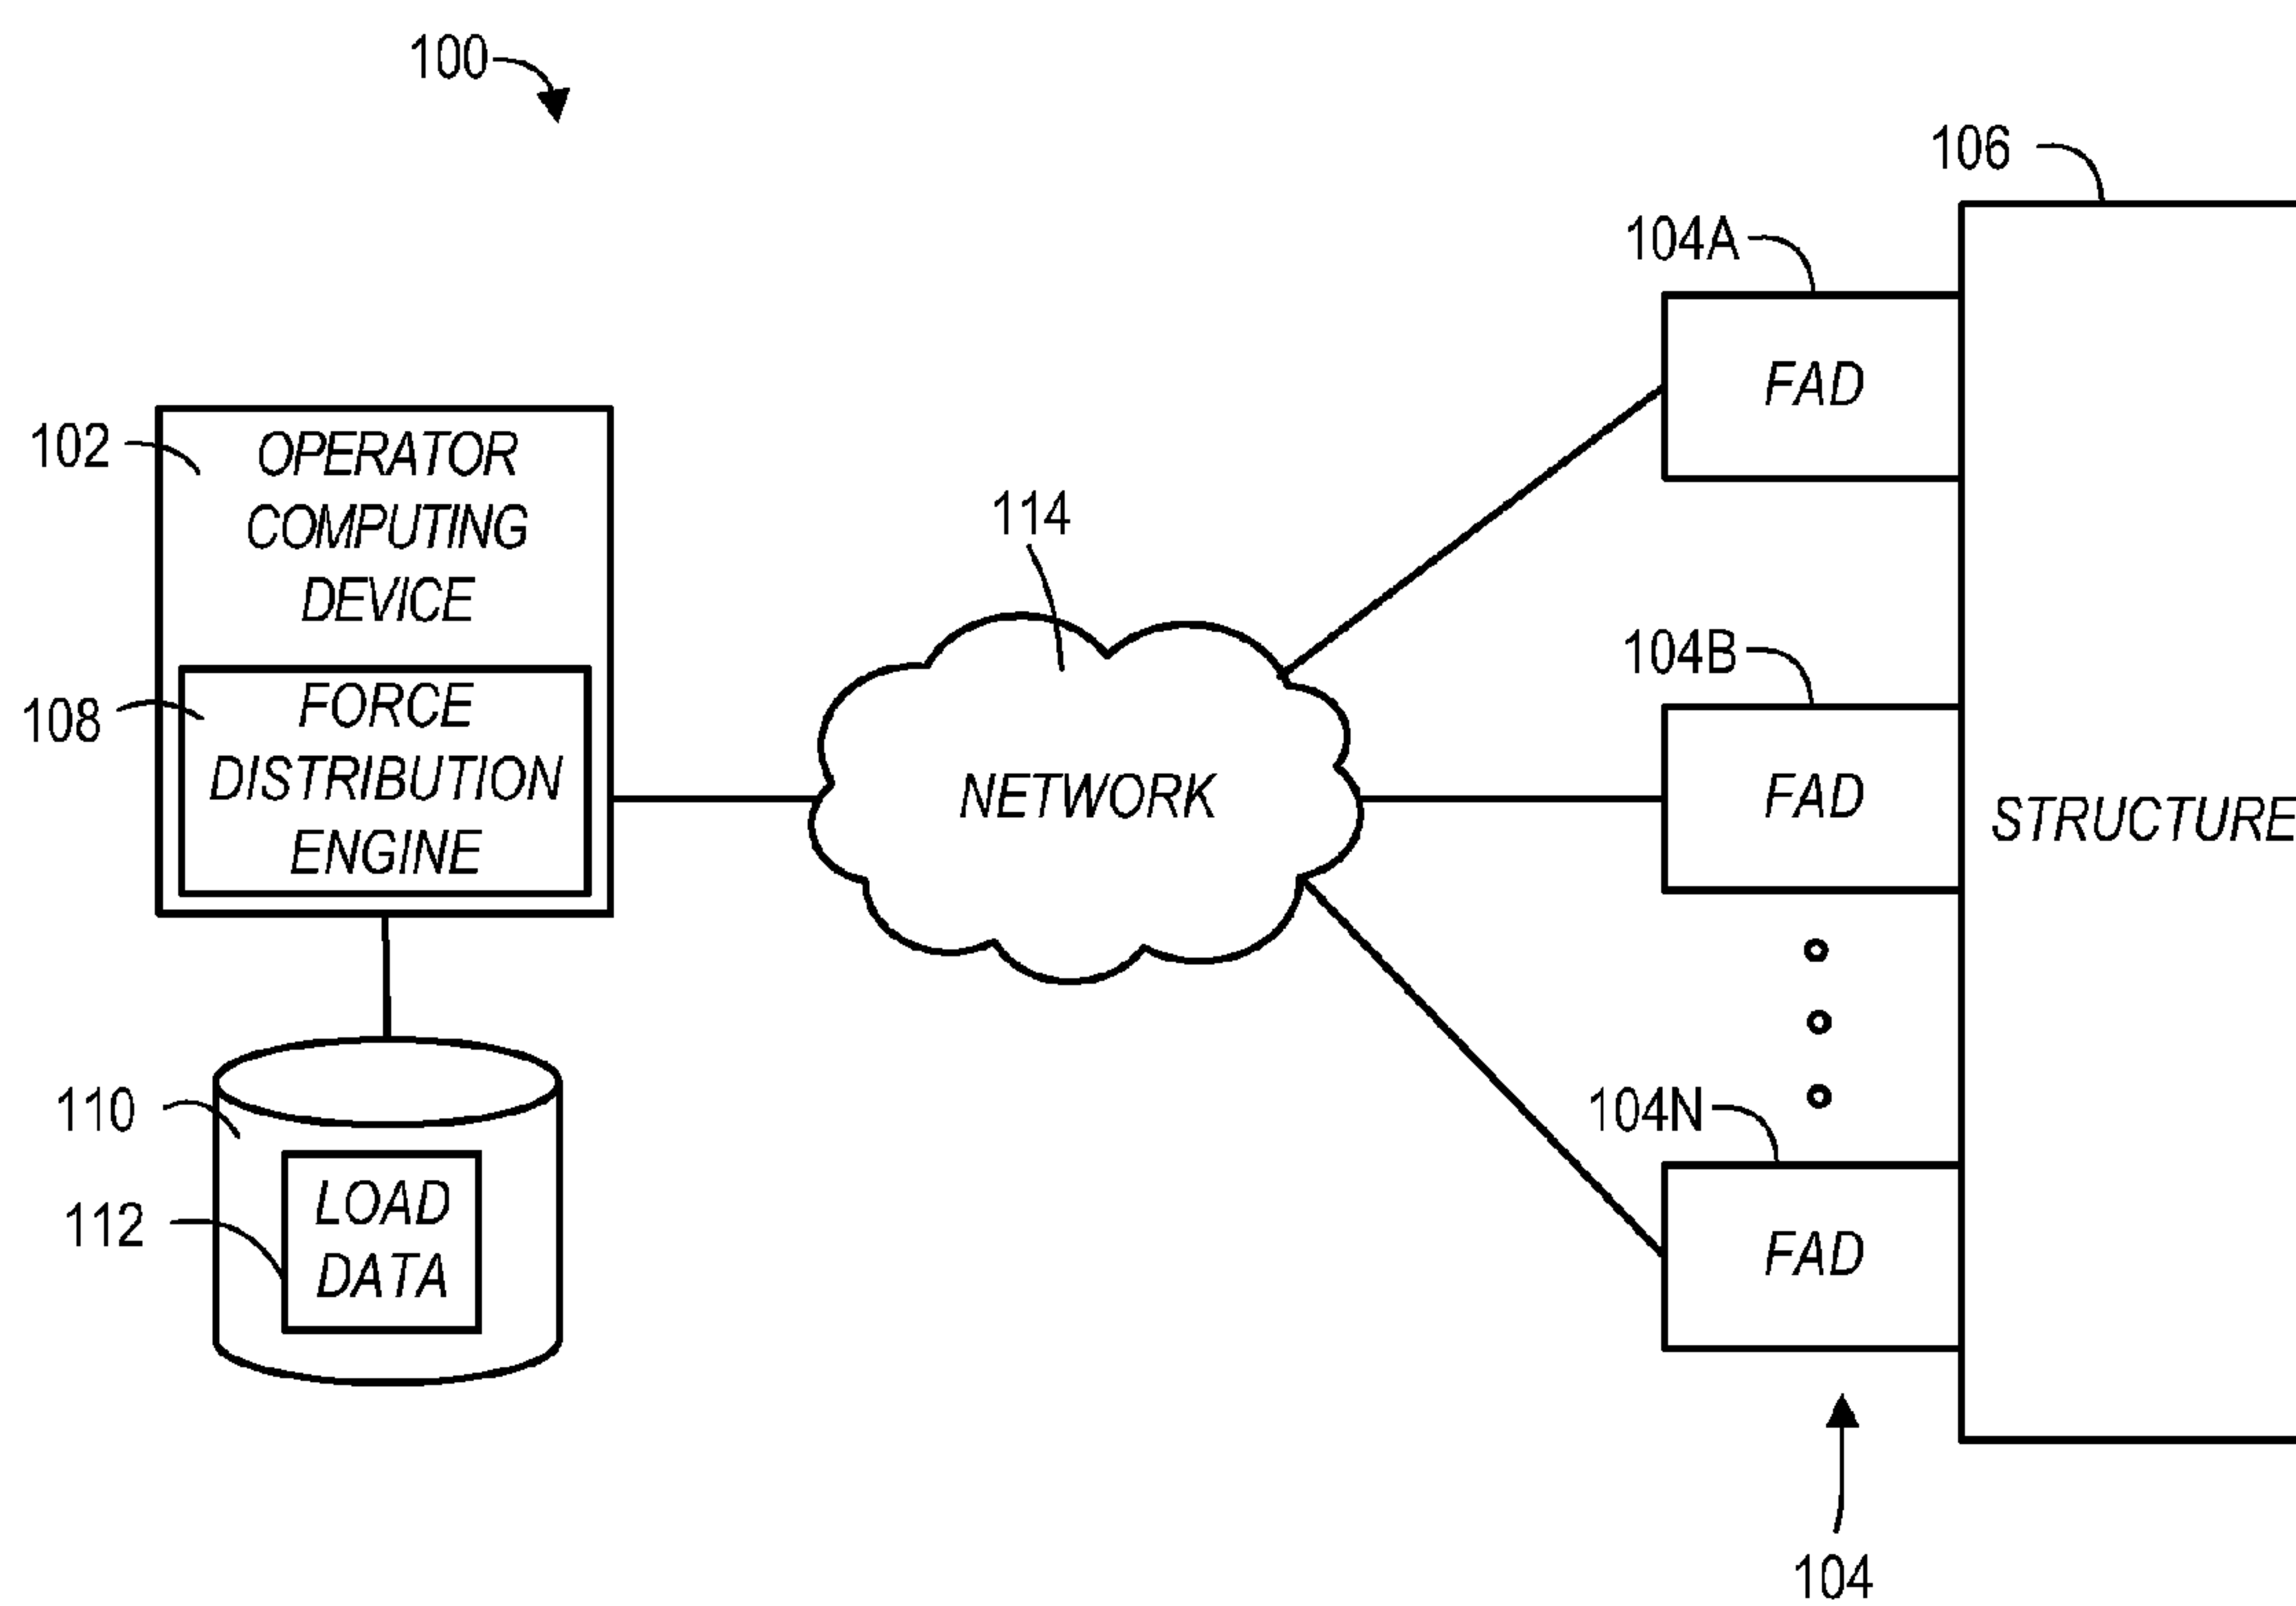 100
106
104A
FAD
102
OPERATOR
COMPUTING
DEVICE
114
104B
108
FORCE
DISTRIBUTION
ENGINE
NETWORK
FAD
STRUCTURE
110
104N
112
LOAD
DATA
FAD
104